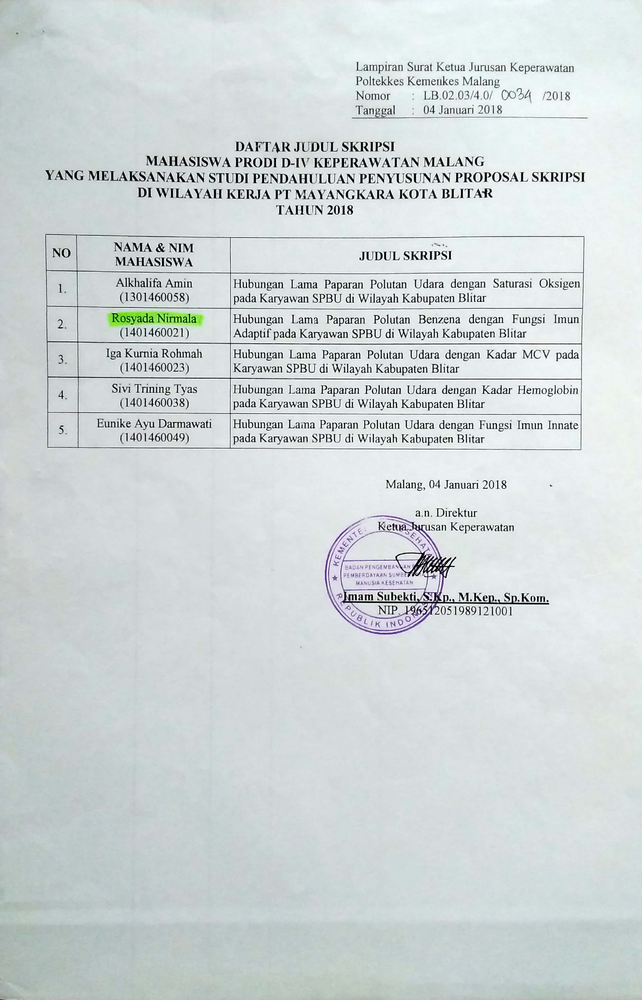 Lampiran Surat Ketua Jurusan Keperawatan
Poltekkes Kemenkes Malang
Nomor : LB.02.03/4.0/ 0034 /2018
Tanggal : 04 Januari 2018
DAFTAR JUDUL SKRIPSI
MAHASISWA PRODI D-IV KEPERAWATAN MALANG
YANG MELAKSANAKAN STUDI PENDAHULUAN PENYUSUNAN PROPOSAL SKRIPSI
DI WILAYAH KERJA PT MAYANGKARA KOTA BLITAR
TAHUN 2018
NO
NAMA & NIM
MAHASISWA
JUDUL SKRIPSI
1.
Alkhalifa Amin
(1301460058)
Hubungan Lama Paparan Polutan Udara dengan Saturasi Oksigen
pada Karyawan SPBU di Wilayah Kabupaten Blitar
2.
Rosyada Nirmala
(1401460021)
Hubungan Lama Paparan Polutan Benzena dengan Fungsi Imun
Adaptif pada Karyawan SPBU di Wilayah Kabupaten Blitar
3.
Iga Kurnia Rohmah
(1401460023)
Hubungan Lama Paparan Polutan Udara dengan Kadar MCV pada
Karyawan SPBU di Wilayah Kabupaten Blitar
4.
Sivi Trining Tyas
(1401460038)
Hubungan Lama Paparan Polutan Udara dengan Kadar Hemoglobin
pada Karyawan SPBU di Wilayah Kabupaten Blitar
5.
Eunike Ayu Darmawati
(1401460049)
Hubungan Lama Paparan Polutan Udara dengan Fungsi Imun Innate
pada Karyawan SPBU di Wilayah Kabupaten Blitar
Malang, 04 Januari 2018
a.n. Direktur
Ketua Jurusan Keperawatan
BADAN PENGEMBANGAN
PEMBERDAYAAN
MANUSIA KESEHATAN
REPUBLIK
Imam Subekti, S.Kp., M.Kep., Sp.Kom.
NIP. 196512051989121001